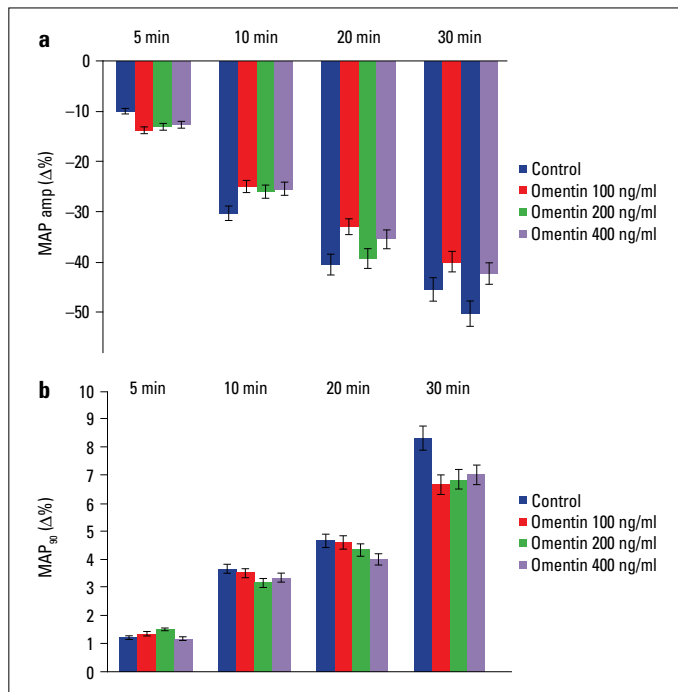 a
5 min 10 min 20 min 30 min
0
–10
–20
–30
–40
–50
MAP amp (Δ%)
Control
Omentin 100 ng/ml
Omentin 200 ng/ml
Omentin 400 ng/ml
b
5 min 10 min 20 min 30 min
10
9
8
7
6
5
4
3
2
1
0
MAP₉₀ (Δ%)
Control
Omentin 100 ng/ml
Omentin 200 ng/ml
Omentin 400 ng/ml